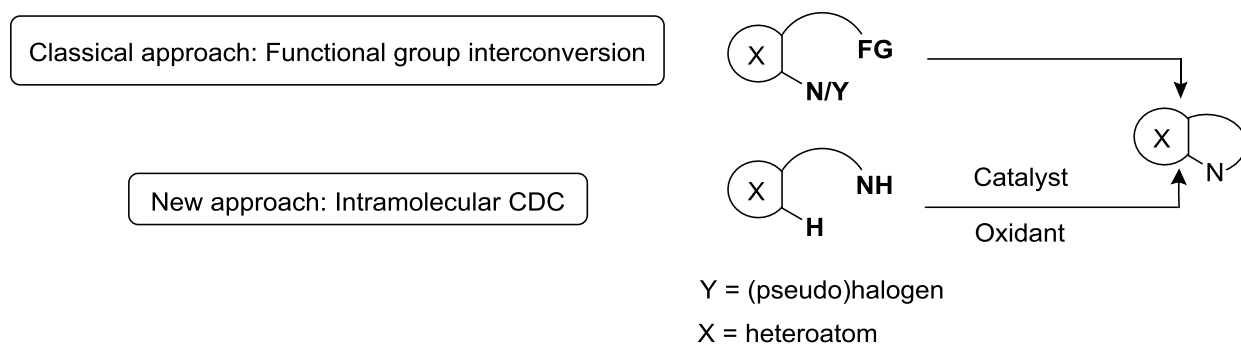 Classical approach: Functional group interconversion
X
FG
N/Y
X
N
New approach: Intramolecular CDC
X
NH
H
Catalyst
Oxidant
Y = (pseudo)halogen
X = heteroatom